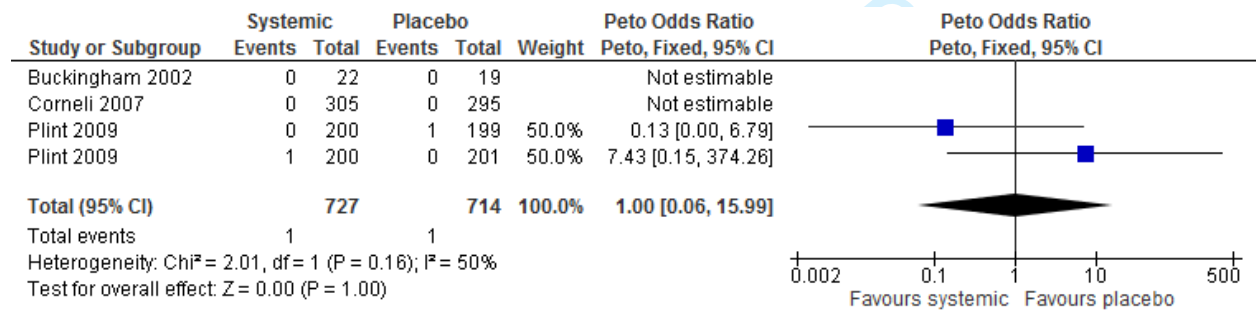 Systemic Placebo Peto Odds Ratio Peto Odds Ratio
Study or Subgroup Events Total Events Total Weight Peto, Fixed, 95% CI Peto, Fixed, 95% CI
Buckingham 2002 0 22 0 19 Not estimable
Corneli 2007 0 305 0 295 Not estimable
Plint 2009 0 200 1 199 50.0% 0.13 [0.00, 6.79]
Plint 2009 1 200 0 201 50.0% 7.43 [0.15, 374.26]
Total (95% CI) 727 714 100.0% 1.00 [0.06, 15.99]
Total events 1 1
Heterogeneity: Chi² = 2.01, df = 1 (P = 0.16); I² = 50%
Test for overall effect: Z = 0.00 (P = 1.00)
0.002 0.1 1 10 500
Favours systemic Favours placebo